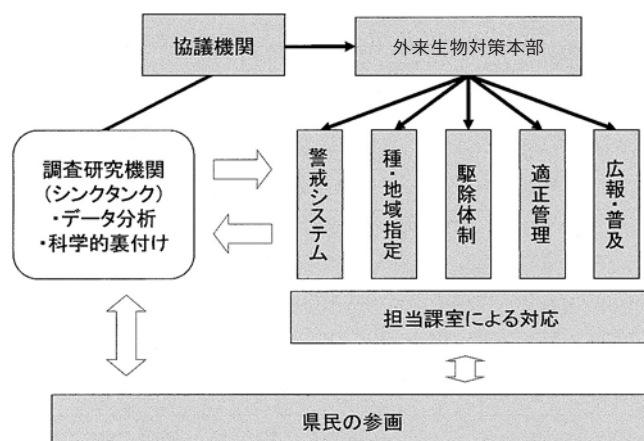 協議機関
外来生物対策本部
調査研究機関
(シンクタンク)
・データ分析
・科学的裏付け
警戒システム
種・地域指定
駆除体制
適正管理
広報・普及
担当課室による対応
県民の参画